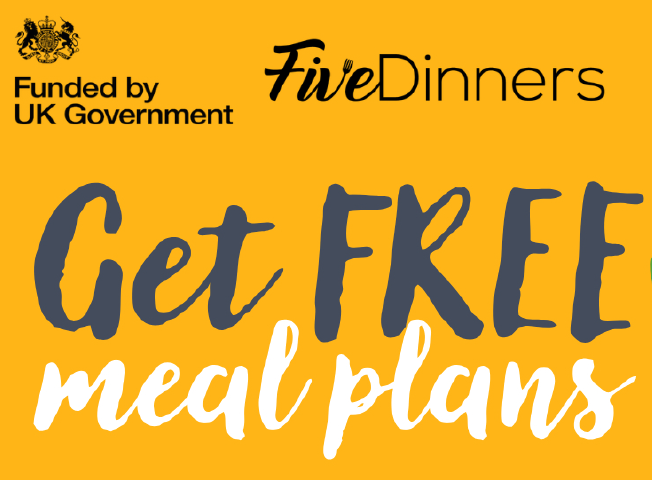 Funded by
UK Government
FiveDinners
Get FREE
meal plans